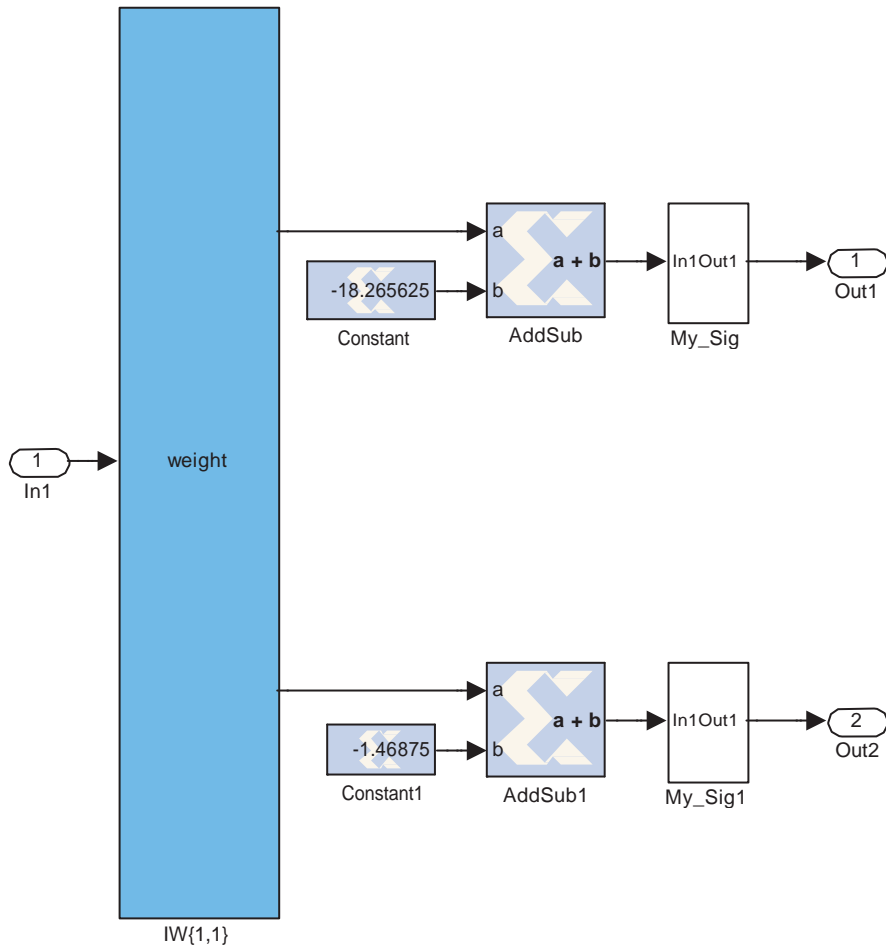 a
In1Out1
1
a + b
-18.265625
b
Out1
Constant
AddSub
My_Sig
1
weight
In1
a
In1Out1
2
a + b
-1.46875
b
Out2
Constant1
AddSub1
My_Sig1
IW{1,1}